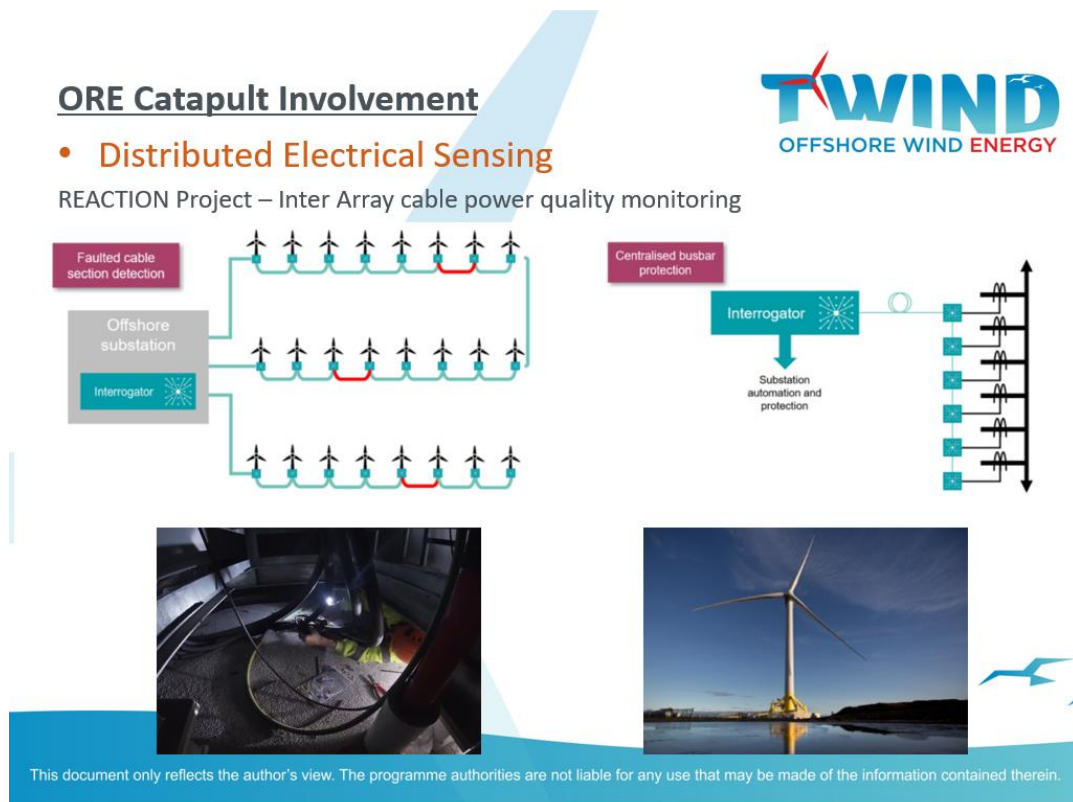 ORE Catapult Involvement
TWIND
OFFSHORE WIND ENERGY
• Distributed Electrical Sensing
REACTION Project – Inter Array cable power quality monitoring
Faulted cable
section detection
Offshore
substation
Interrogator
Centralised busbar
protection
Interrogator
Substation
automation and
protection
This document only reflects the author's view. The programme authorities are not liable for any use that may be made of the information contained therein.